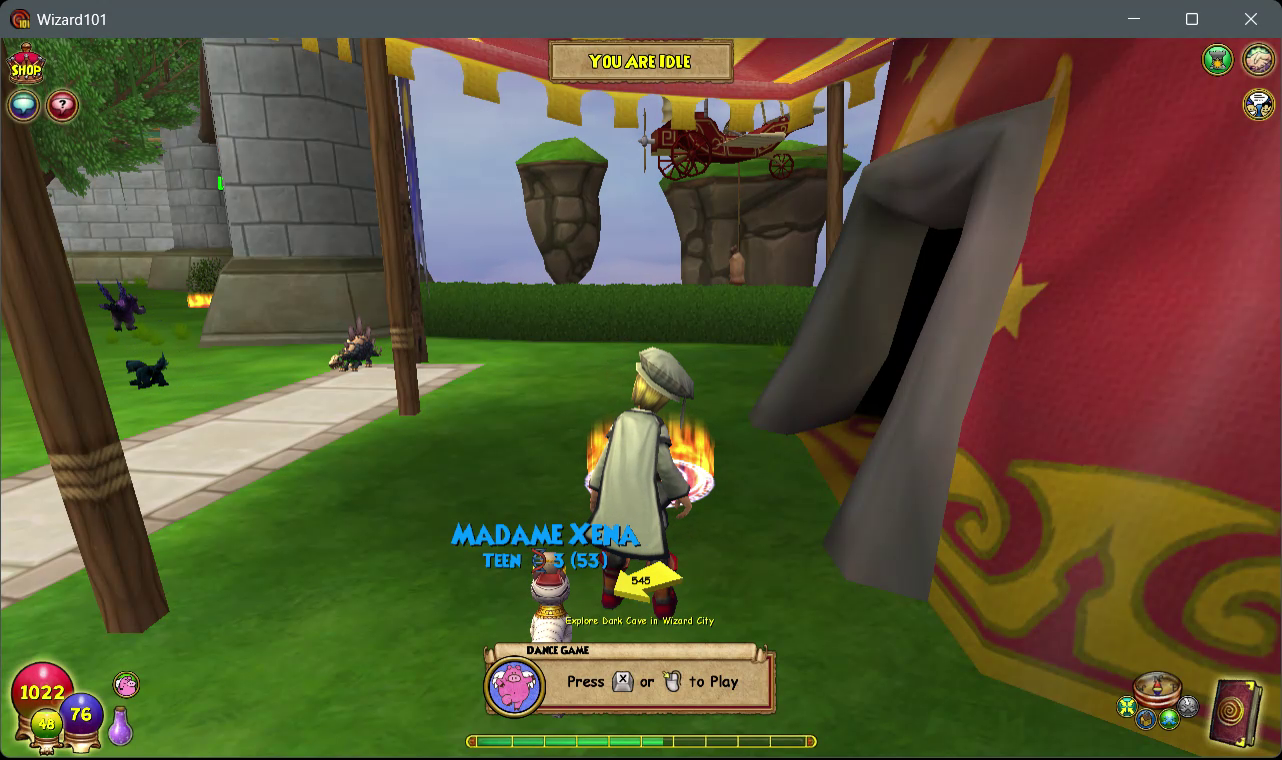 Wizard101
YOU ARE IDLE
SHOP
?
MADAME XENA
TEEN
3 (53)
545
Explore Dark Cave in Wizard City
DANCE GAME
Press X or to Play
1022
76
48